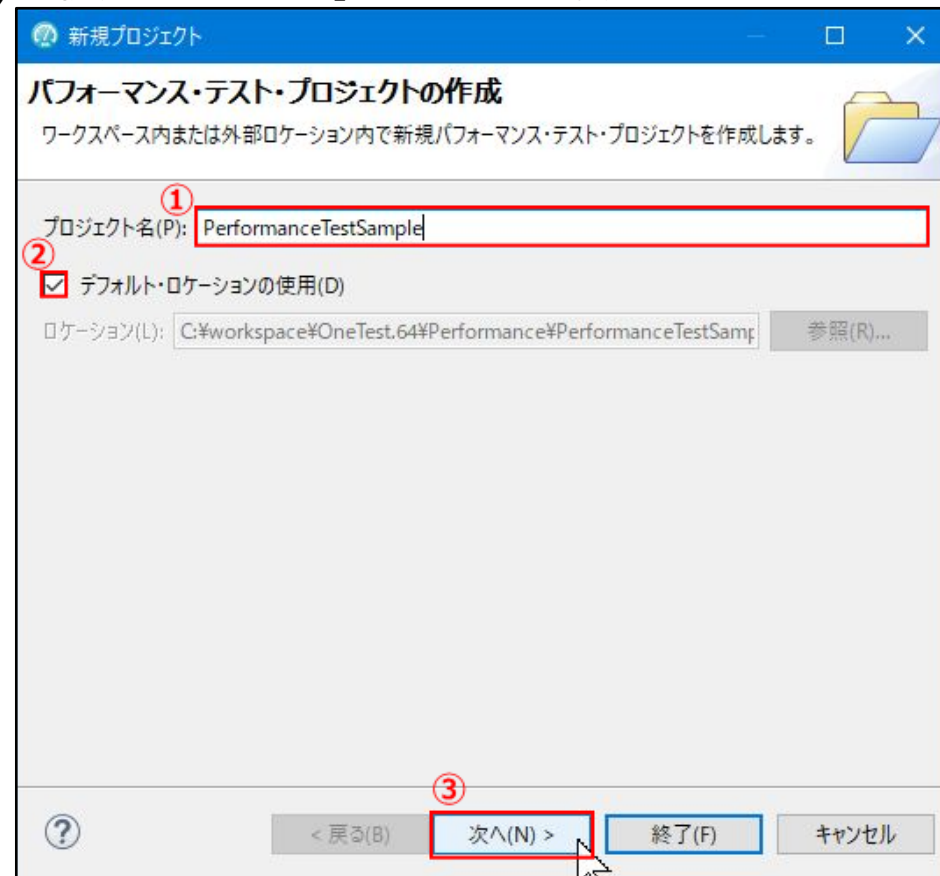 新規プロジェクト
パフォーマンス・テスト・プロジェクトの作成
ワークスペース内または外部ロケーション内で新規パフォーマンス・テスト・プロジェクトを作成します。
①
プロジェクト名(P): PerformanceTestSample
②
デフォルト・ロケーションの使用(D)
ロケーション(L): C:¥workspace¥OneTest.64¥Performance¥PerformanceTestSamp 参照(R)...
③
? < 戻る(B) 次へ(N) > 終了(F) キャンセル